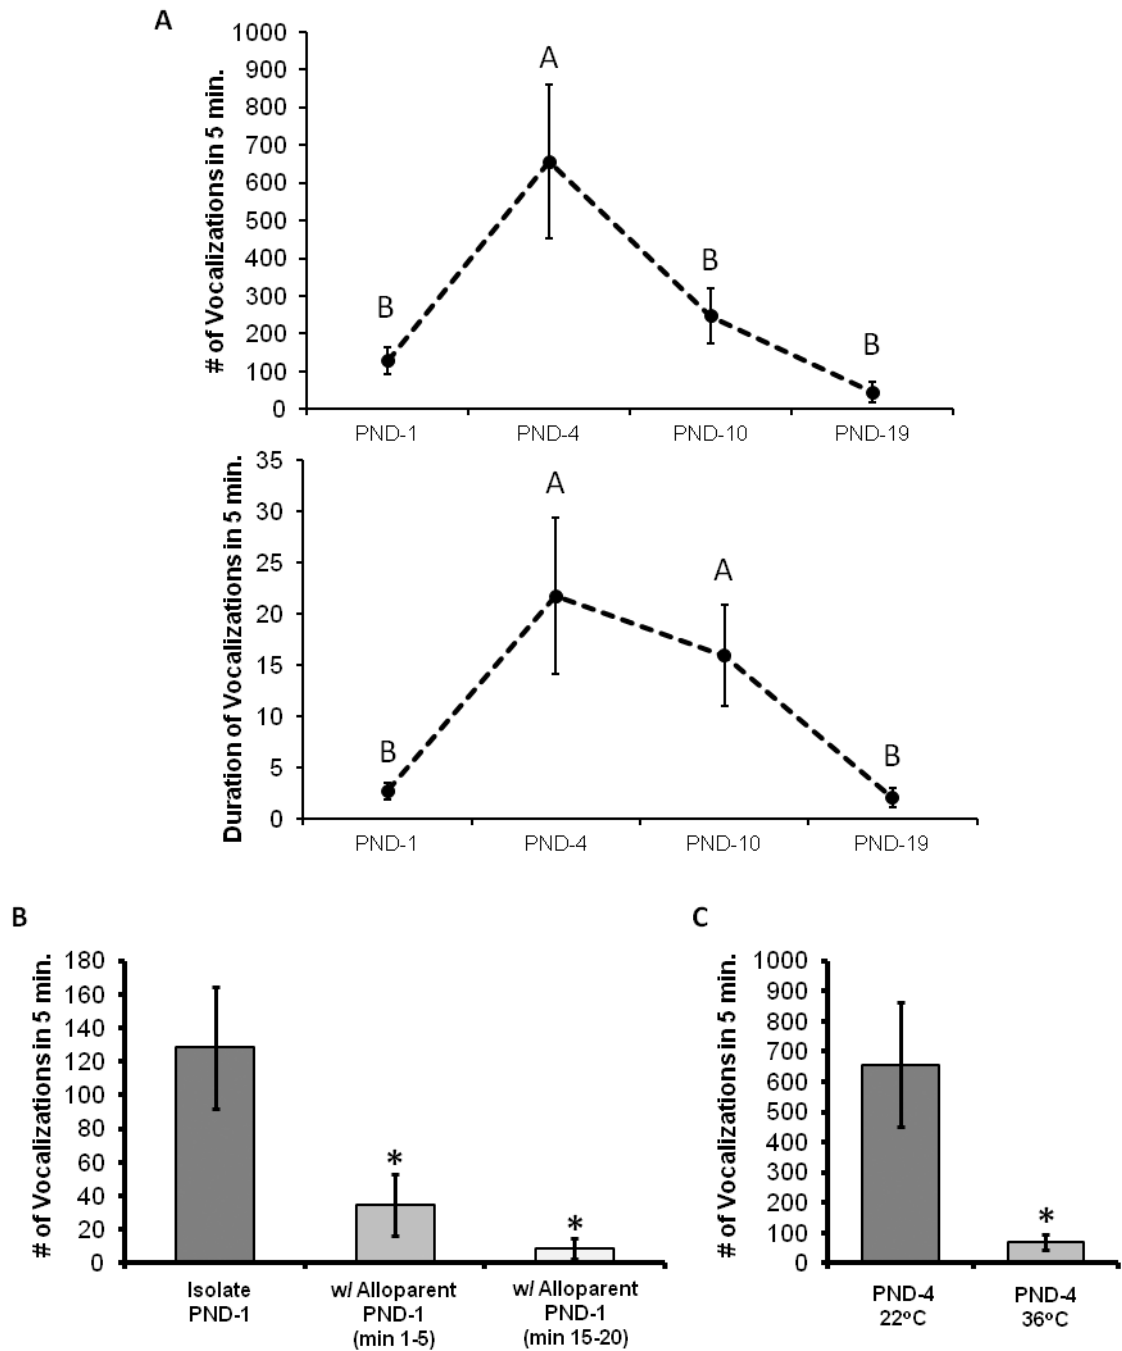 A
# of Vocalizations in 5 min.
1000
900
800
700
600
500
400
300
200
100
0
B
A
B
B
PND-1 PND-4 PND-10 PND-19
Duration of Vocalizations in 5 min.
35
30
25
20
15
10
5
0
B
A
A
B
PND-1 PND-4 PND-10 PND-19
B
# of Vocalizations in 5 min.
180
160
140
120
100
80
60
40
20
0
*
*
Isolate
PND-1
w/ Alloparent
PND-1
(min 1-5)
w/ Alloparent
PND-1
(min 15-20)
C
# of Vocalizations in 5 min.
1000
900
800
700
600
500
400
300
200
100
0
*
PND-4
22°C
PND-4
36°C